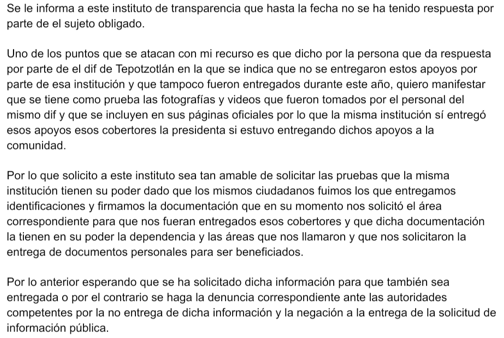 Se le informa a este instituto de transparencia que hasta la fecha no se ha tenido respuesta por
parte de el sujeto obligado.
Uno de los puntos que se atacan con mi recurso es que dicho por la persona que da respuesta
por parte de el dif de Tepotzotlán en la que se indica que no se entregaron estos apoyos por
parte de esa institución y que tampoco fueron entregados durante este año, quiero manifestar
que se tiene como prueba las fotografías y videos que fueron tomados por el personal del
mismo dif y que se incluyen en sus páginas oficiales por lo que la misma institución sí entregó
esos apoyos esos cobertores la presidenta si estuvo entregando dichos apoyos a la
comunidad.
Por lo que solicito a este instituto sea tan amable de solicitar las pruebas que la misma
institución tienen su poder dado que los mismos ciudadanos fuimos los que entregamos
identificaciones y firmamos la documentación que en su momento nos solicitó el área
correspondiente para que nos fueran entregados esos cobertores y que dicha documentación
la tienen en su poder la dependencia y las áreas que nos llamaron y que nos solicitaron la
entrega de documentos personales para ser beneficiados.
Por lo anterior esperando que se ha solicitado dicha información para que también sea
entregada o por el contrario se haga la denuncia correspondiente ante las autoridades
competentes por la no entrega de dicha información y la negación a la entrega de la solicitud de
información pública.